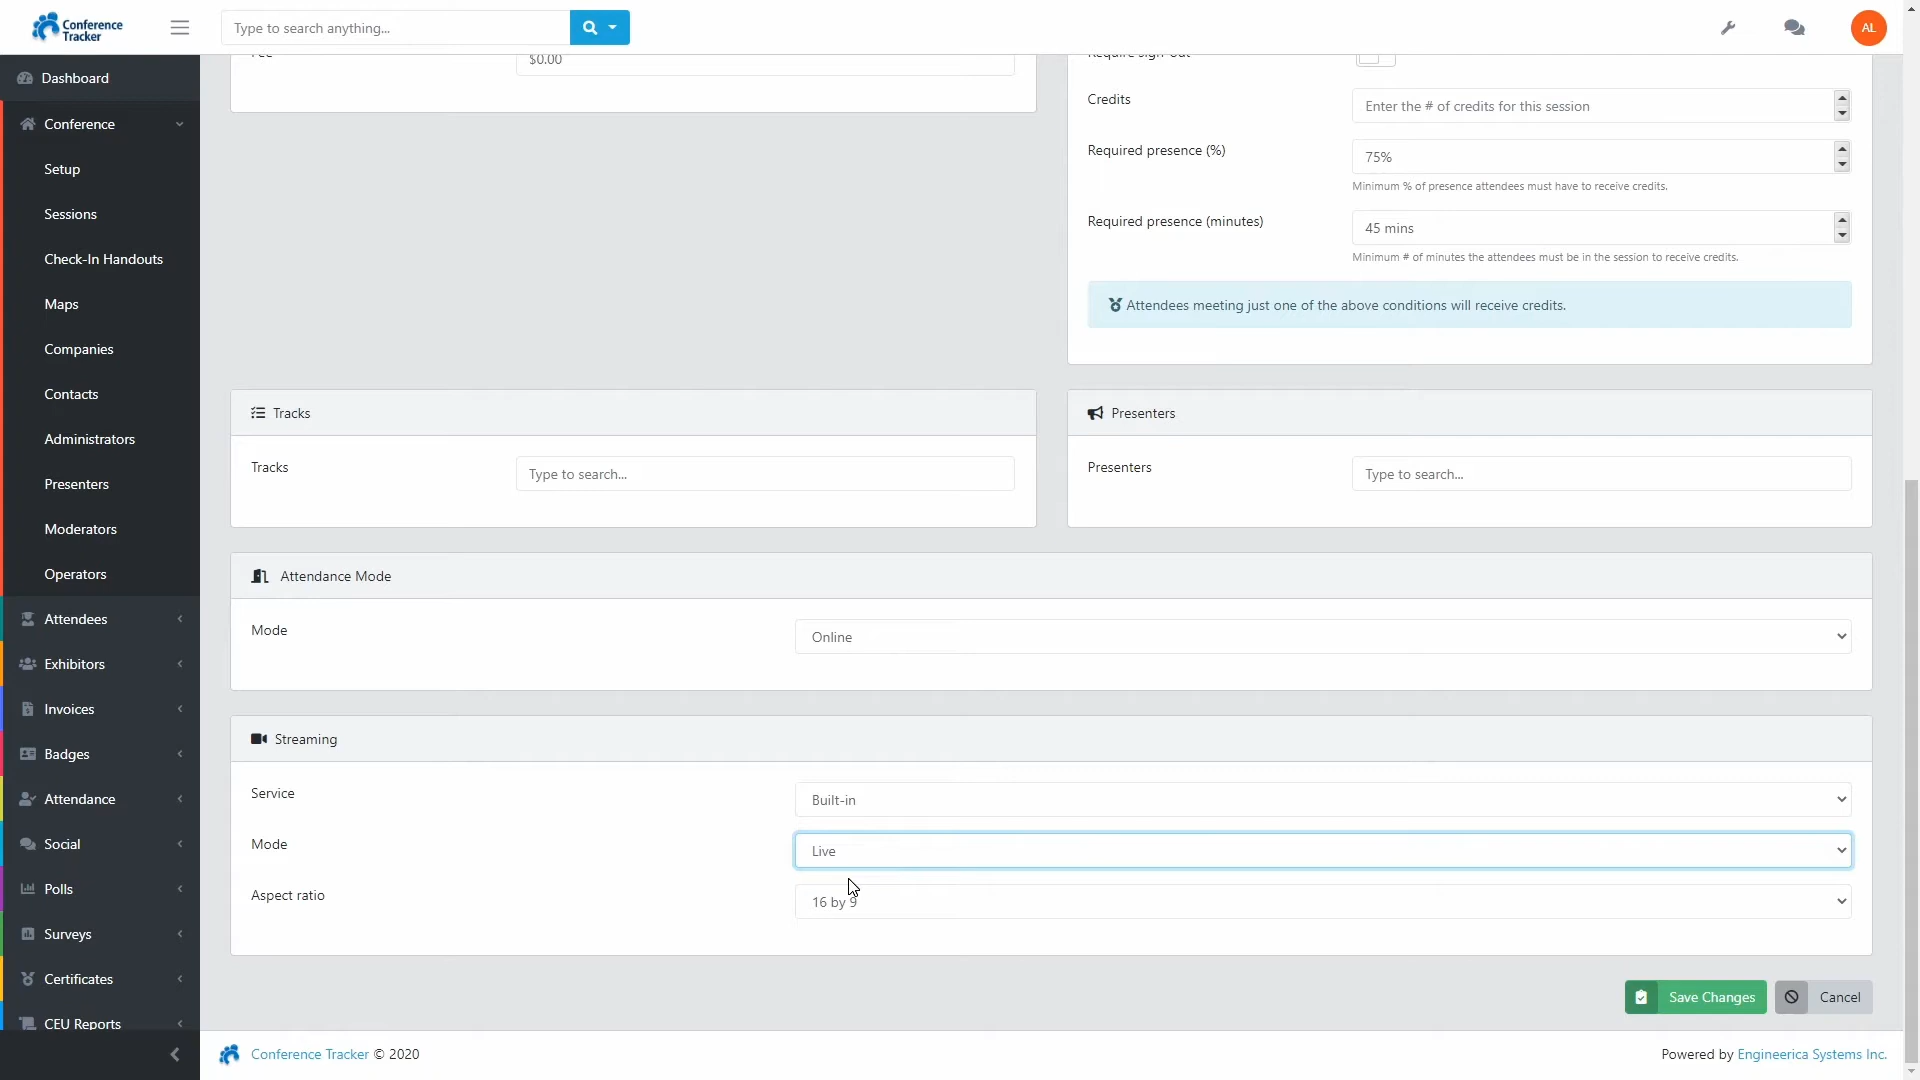 Conference
Tracker
Type to search anything...
AL
Dashboard
Conference
Setup
Sessions
Check-In Handouts
Maps
Companies
Contacts
Administrators
Presenters
Moderators
Operators
Attendees
Exhibitors
Invoices
Badges
Attendance
Social
Polls
Surveys
Certificates
CEU Reports
$0.00
Require sign-out
Credits
Enter the # of credits for this session
Required presence (%)
75%
Minimum % of presence attendees must have to receive credits.
Required presence (minutes)
45 mins
Minimum # of minutes the attendees must be in the session to receive credits.
Attendees meeting just one of the above conditions will receive credits.
Tracks
Tracks
Type to search...
Presenters
Presenters
Type to search...
Attendance Mode
Mode
Online
Streaming
Service
Built-in
Mode
Live
Aspect ratio
16 by 9
Save Changes
Cancel
Conference Tracker © 2020
Powered by Engineerica Systems Inc.